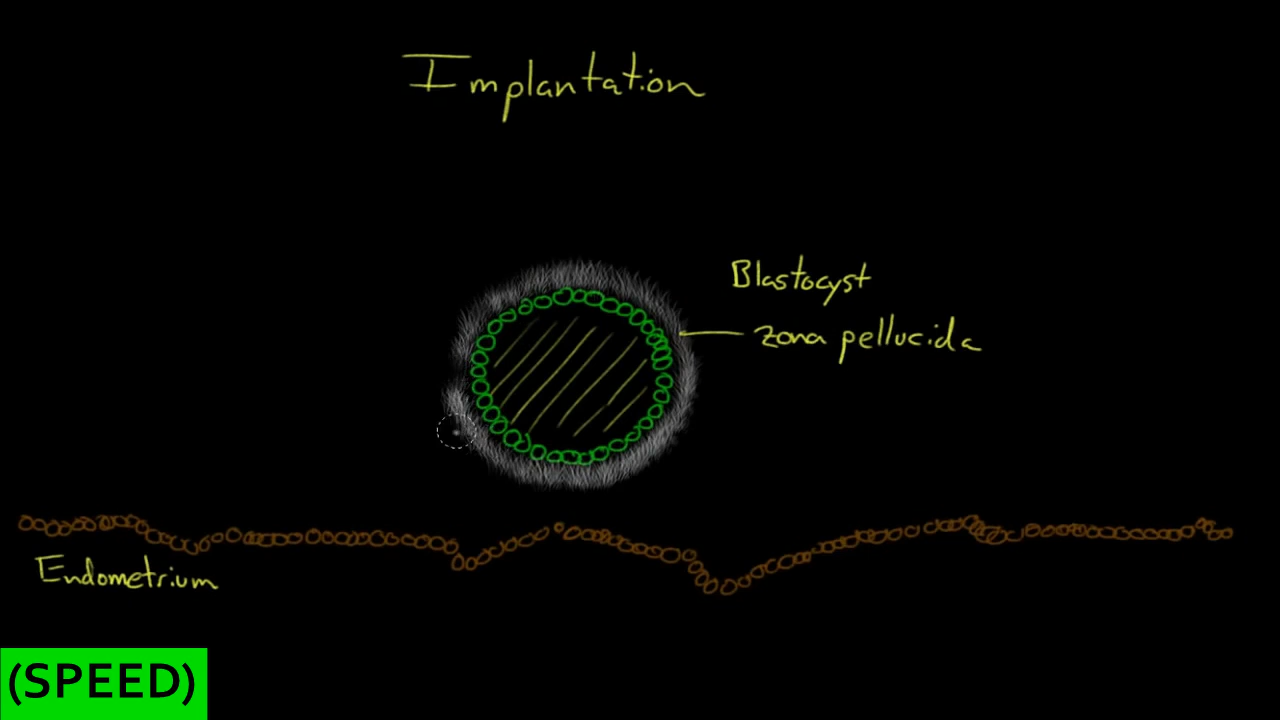 Implantation
Blastocyst
zona pellucida
Endometrium
(SPEED)